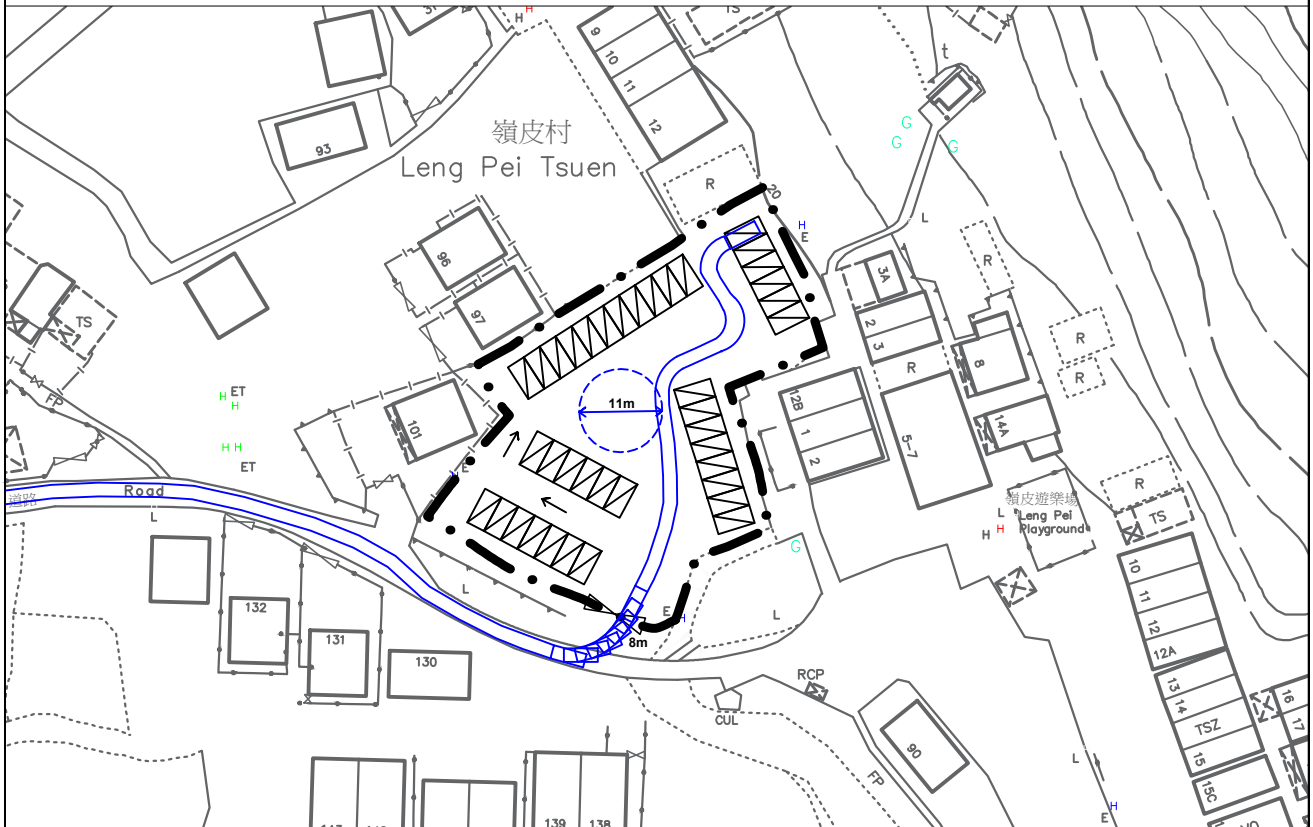 H
H
9
10
11
12
TS
t
嶺皮村
Leng Pei Tsuen
93
G
G
G
R
20
H
E
L
96
97
3A
R
2
3
R
8
R
R
TS
FP
H
ET
H
H H
ET
101
11m
12B
1
2
5-7
14A
E
道路
Road
L
嶺皮遊樂場
L
Leng Pei
H
Playground
H
R
TS
G
10
11
12
12A
132
131
130
L
E
H
8m
L
RCP
CUL
90
FP
13
14
TSZ
15
15C
16
17
L
H
E
139
138